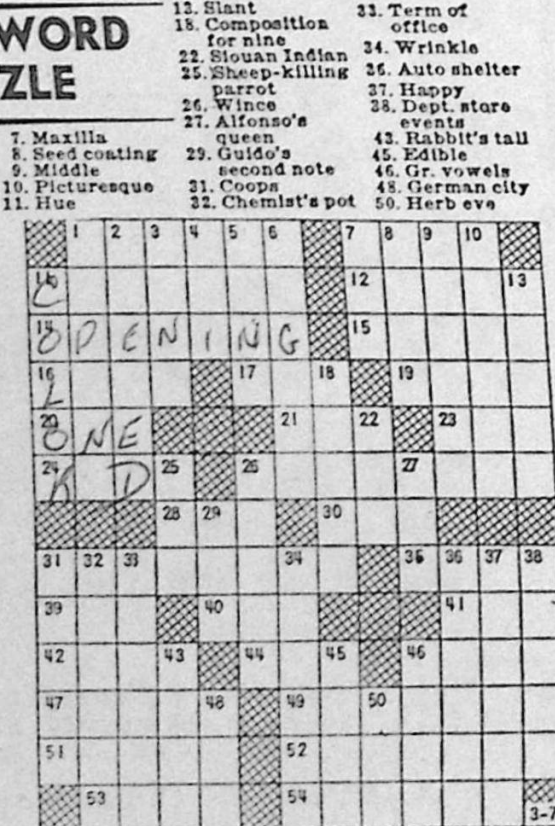 WORD
ZLE
7. Maxilla
8. Seed coating
9. Middle
10. Picturesque
11. Hue
13. Slant
18. Composition
for nine
22. Siouan Indian
25. Sheep-killing
parrot
26. Wince
27. Alfonso's
queen
29. Guido's
second note
31. Coops
32. Chemist's pot
33. Term of
office
34. Wrinkle
36. Auto shelter
37. Happy
38. Dept. store
events
43. Rabbit's tail
45. Edible
46. Gr. vowels
48. German city
50. Herb eve
1 2 3 4 5 6 7 8 9 10
C 12 13
OPENING 15
16 L 17 18 19
20 ONE 21 22 23
24 K D 25 26 27
28 29 30
31 32 33 34 35 36 37 38
39 40 41
42 43 44 45 46
47 48 49 50
51 52
53 54
3-7